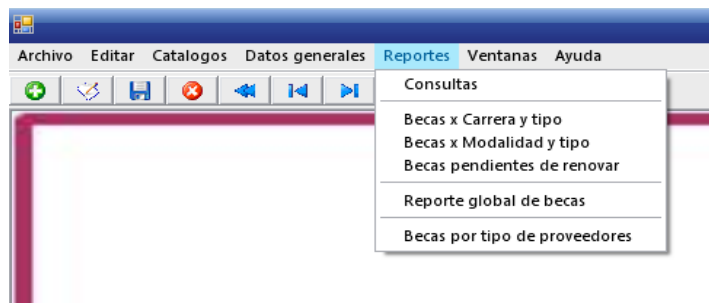 Archivo Editar Catalogos Datos generales Reportes Ventanas Ayuda
Consultas
Becas x Carrera y tipo
Becas x Modalidad y tipo
Becas pendientes de renovar
Reporte global de becas
Becas por tipo de proveedores